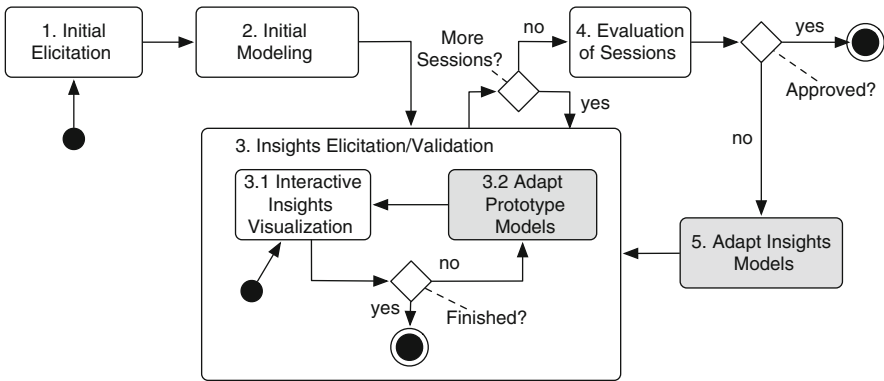 1. Initial
Elicitation
2. Initial
Modeling
More
Sessions?
no
yes
4. Evaluation
of Sessions
yes
Approved?
no
3. Insights Elicitation/Validation
3.1 Interactive
Insights
Visualization
3.2 Adapt
Prototype
Models
no
yes
Finished?
5. Adapt Insights
Models